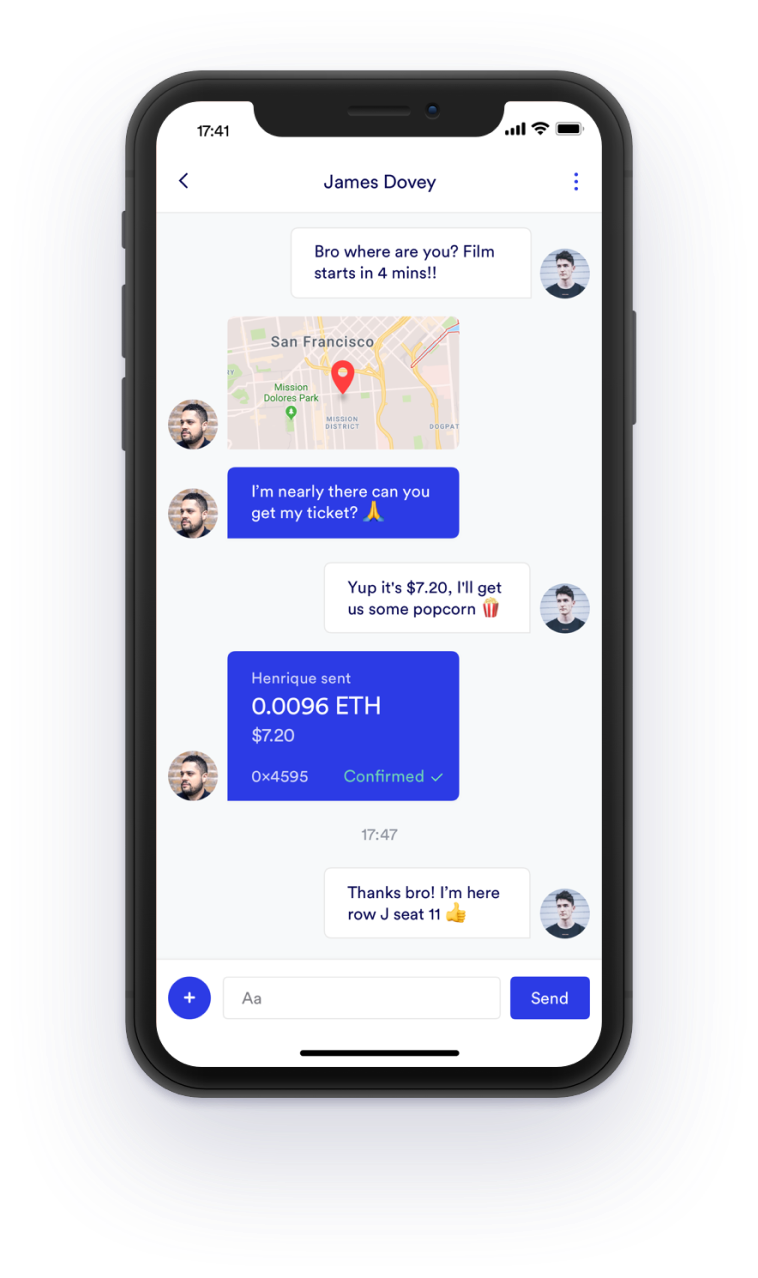 17:41
James Dovey
Bro where are you? Film
starts in 4 mins!!
San Francisco
Mission
Dolores Park
MISSION
DISTRICT
DOGPAT
I’m nearly there can you
get my ticket? 🙏
Yup it's $7.20, I'll get
us some popcorn 🍿
Henrique sent
0.0096 ETH
$7.20
0×4595 Confirmed ✓
17:47
Thanks bro! I’m here
row J seat 11 👍
+ Aa Send